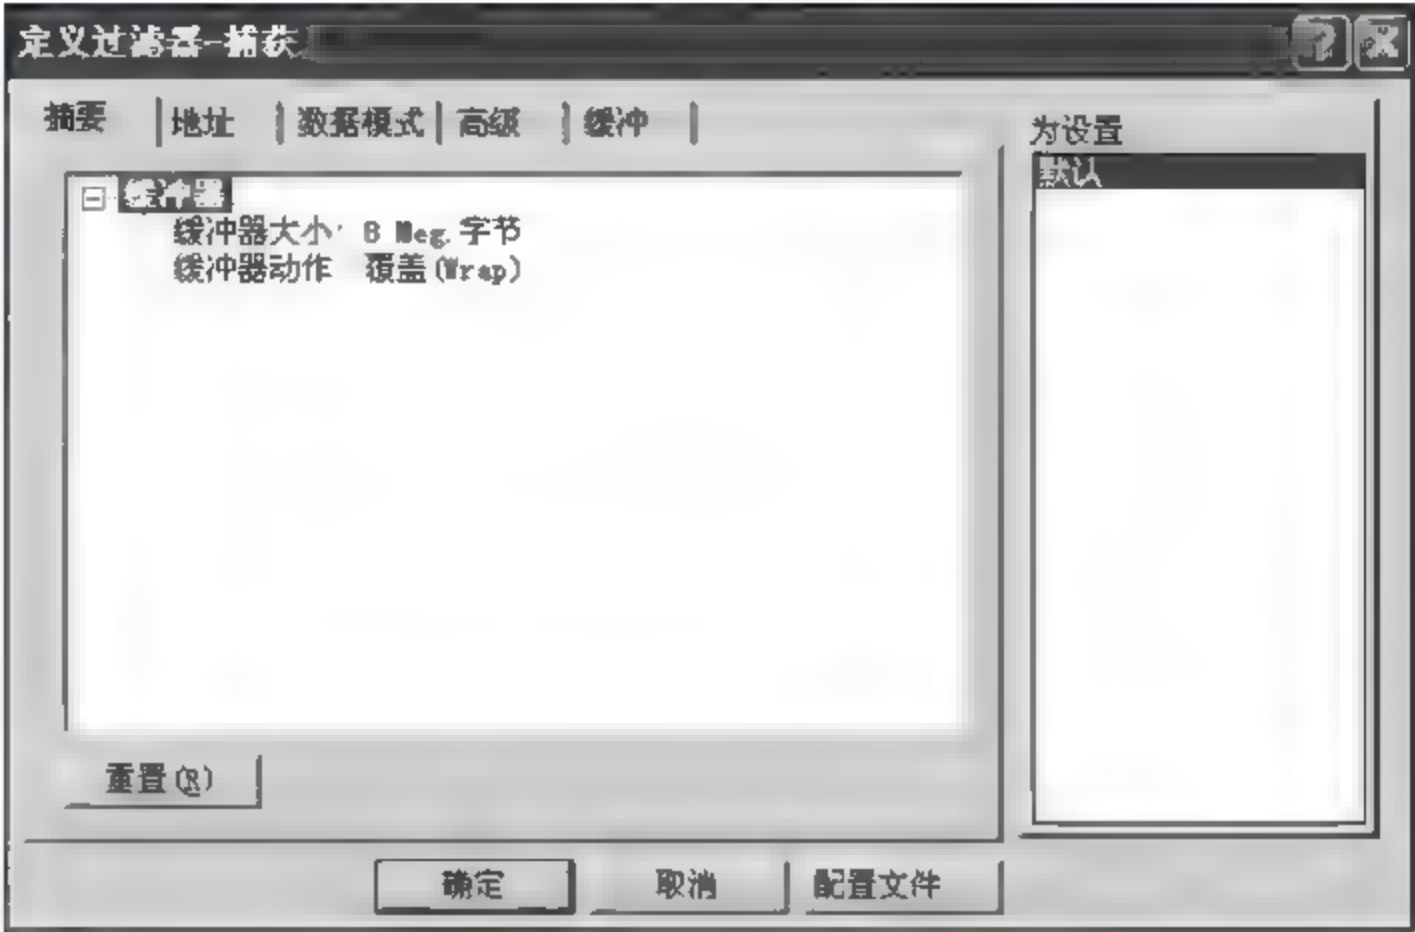 定义过滤器-捕获
摘要 地址 数据模式 高级 缓冲
为设置
默认
缓冲器
缓冲器大小: 8 Meg.字节
缓冲器动作 覆盖(Wrap)
重置(R)
确定 取消 配置文件